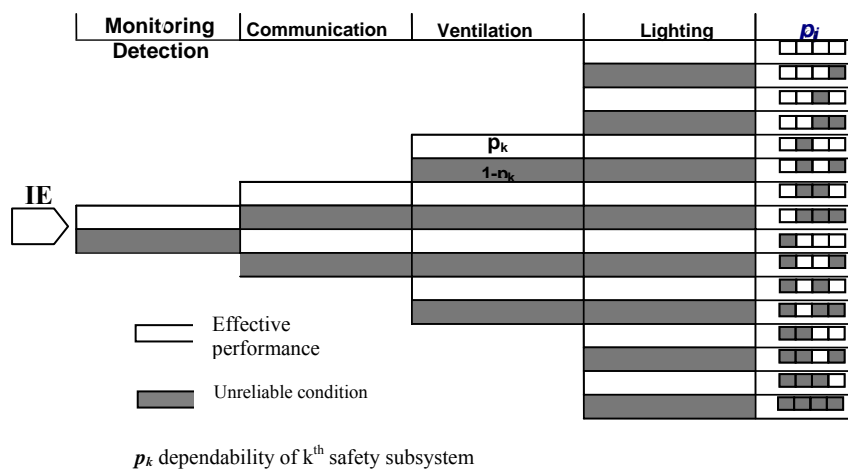 Monitoring Communication Ventilation Lighting pi
Detection
pk
1-pk
IE
Effective
performance
Unreliable condition
pk dependability of kth safety subsystem